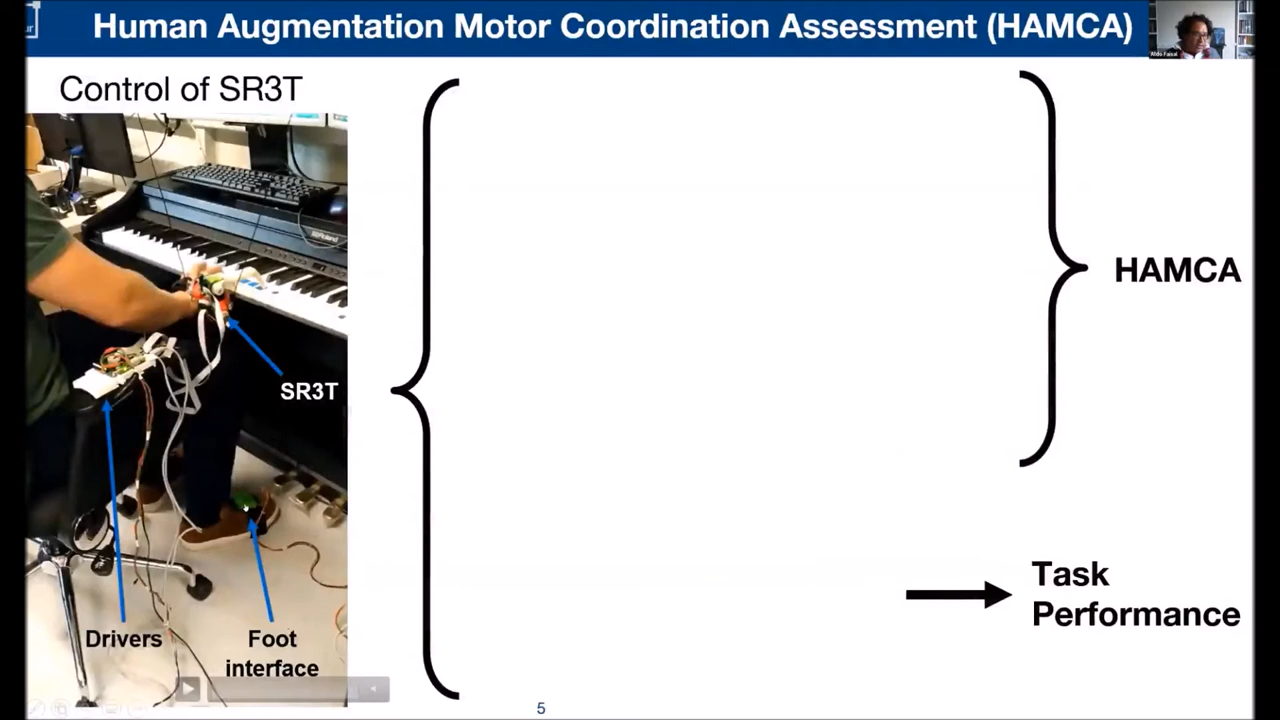 Human Augmentation Motor Coordination Assessment (HAMCA)
Control of SR3T
SR3T
HAMCA
Task
Performance
Drivers
Foot
interface
5